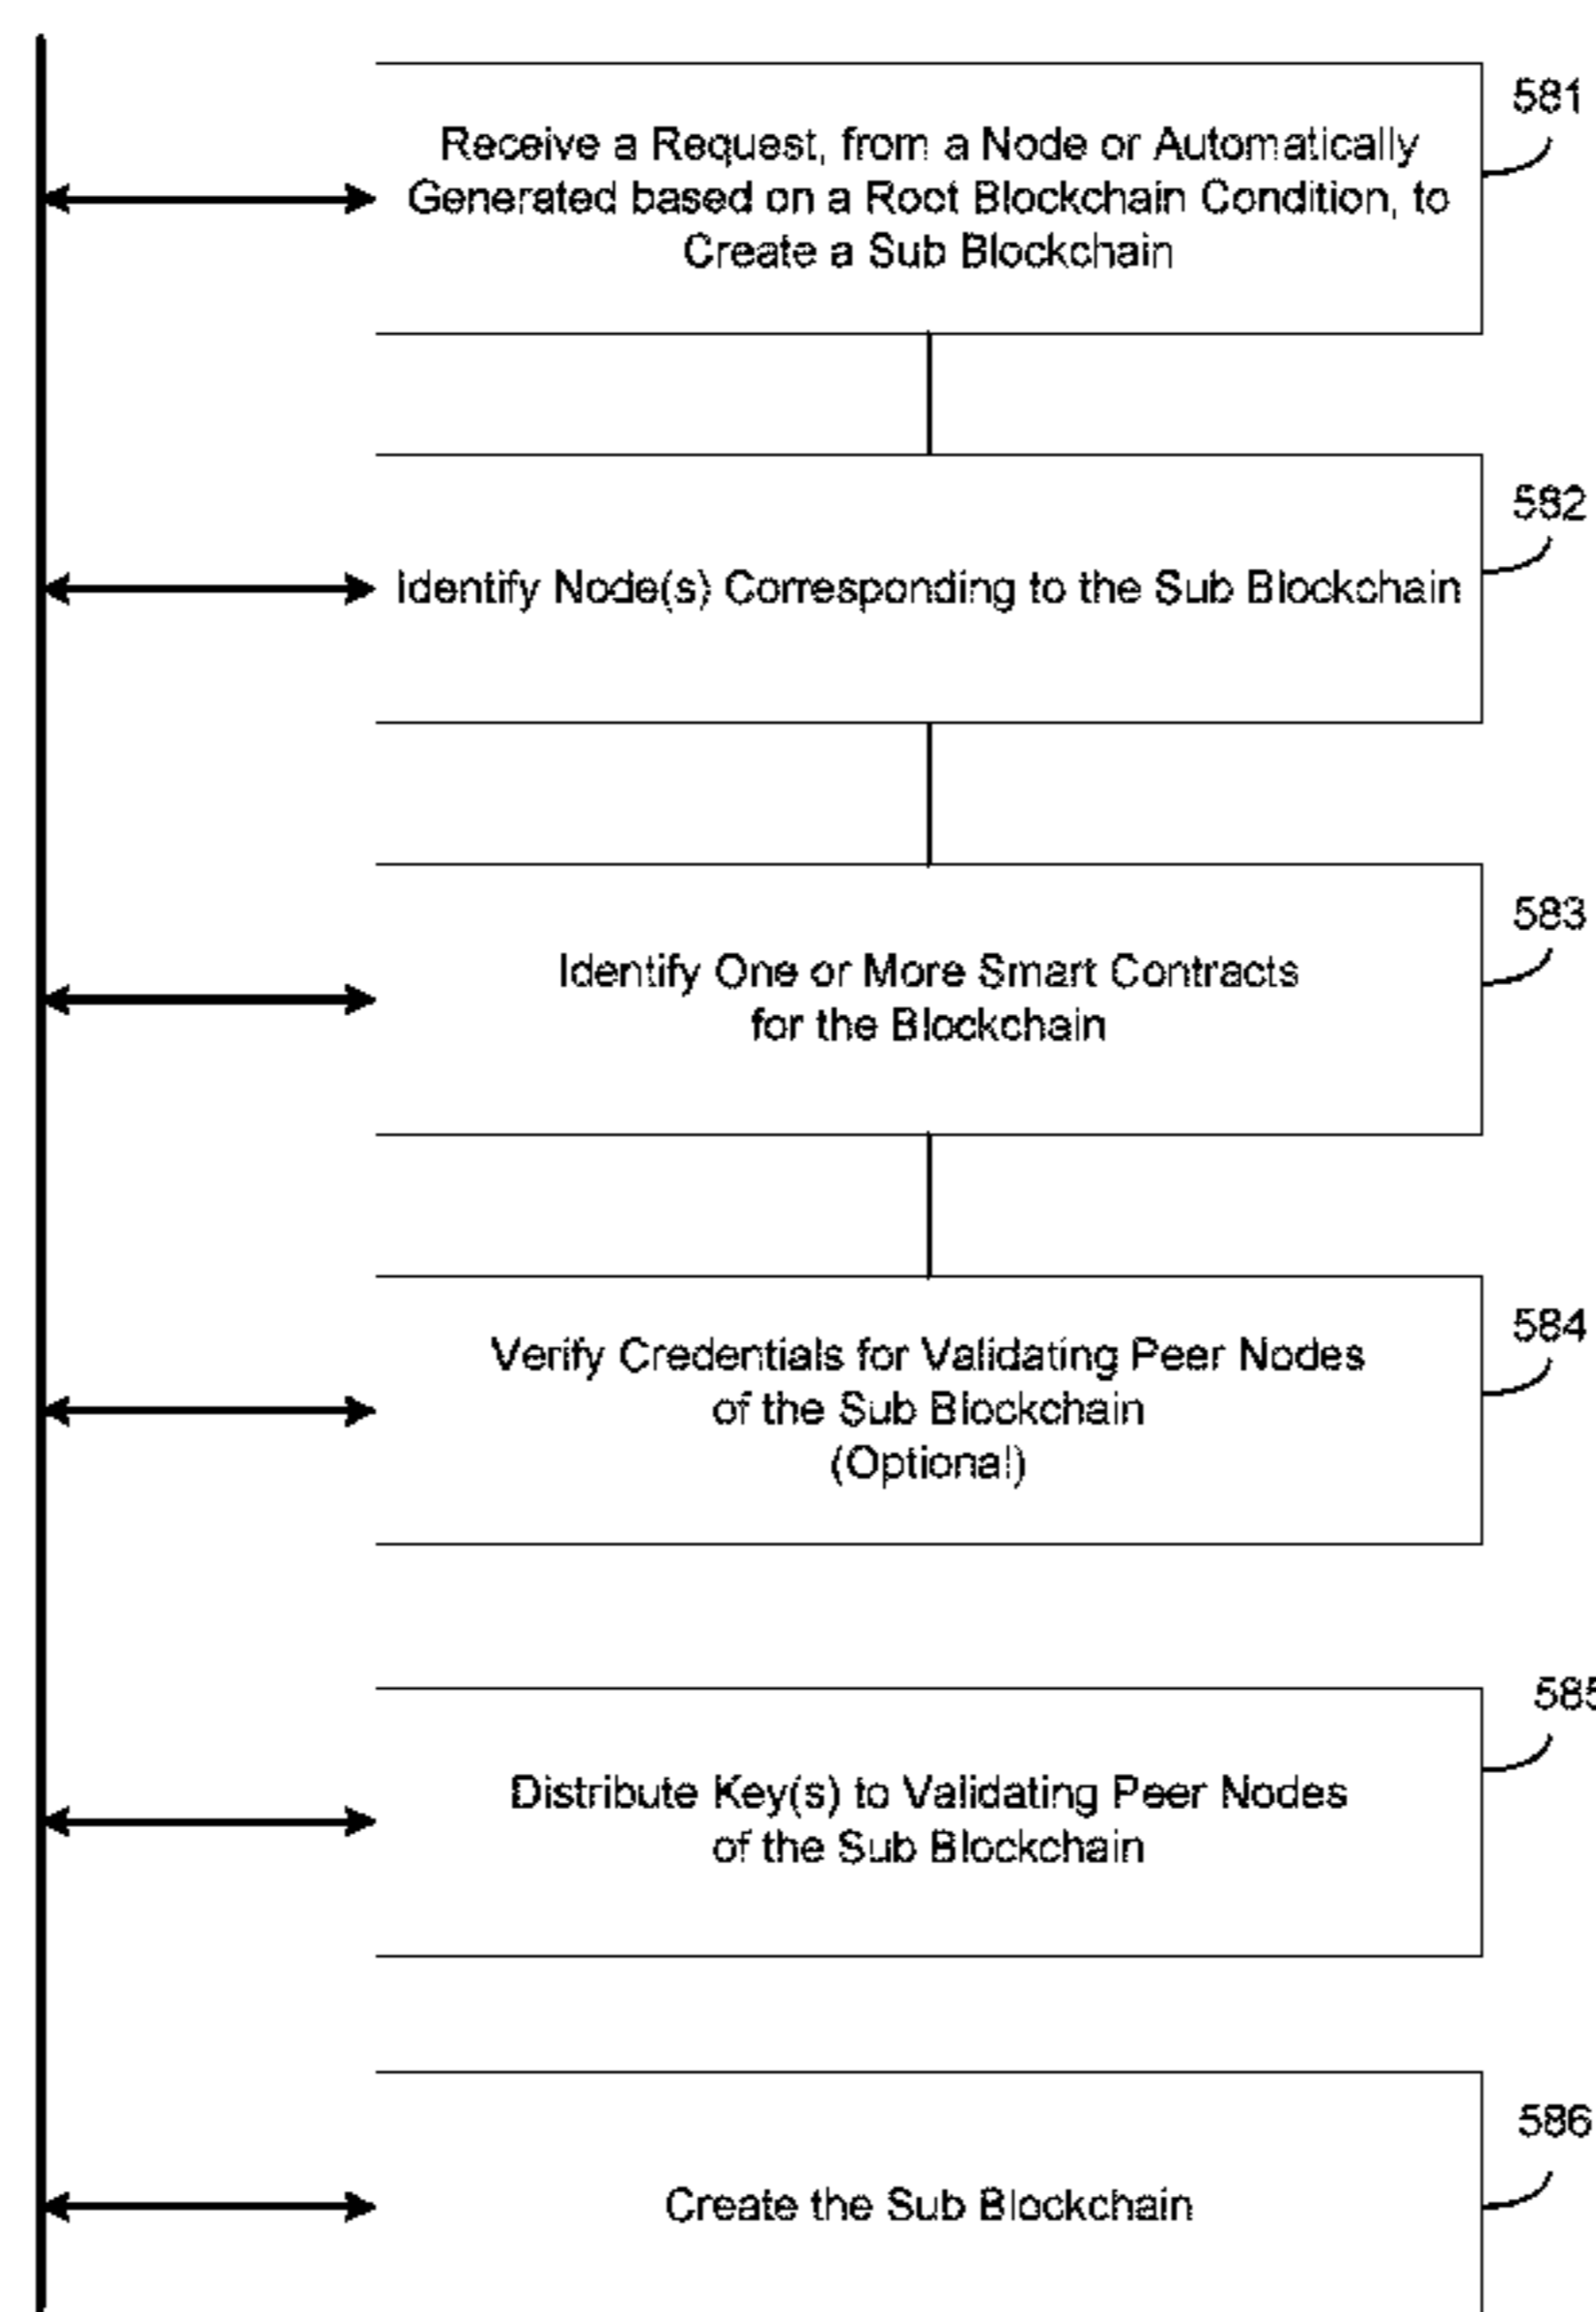 581
Receive a Request, from a Node or Automatically
Generated based on a Root Blockchain Condition, to
Create a Sub Blockchain
582
Identify Node(s) Corresponding to the Sub Blockchain
583
Identify One or More Smart Contracts
for the Blockchain
584
Verify Credentials for Validating Peer Nodes
of the Sub Blockchain
(Optional)
585
Distribute Key(s) to Validating Peer Nodes
of the Sub Blockchain
586
Create the Sub Blockchain